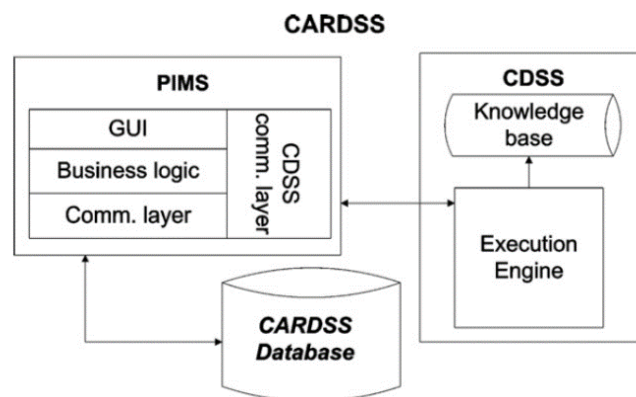 CARDSS
PIMS
GUI
Business logic
Comm. layer
CDSS
comm. layer
CDSS
Knowledge
base
Execution
Engine
CARDSS
Database